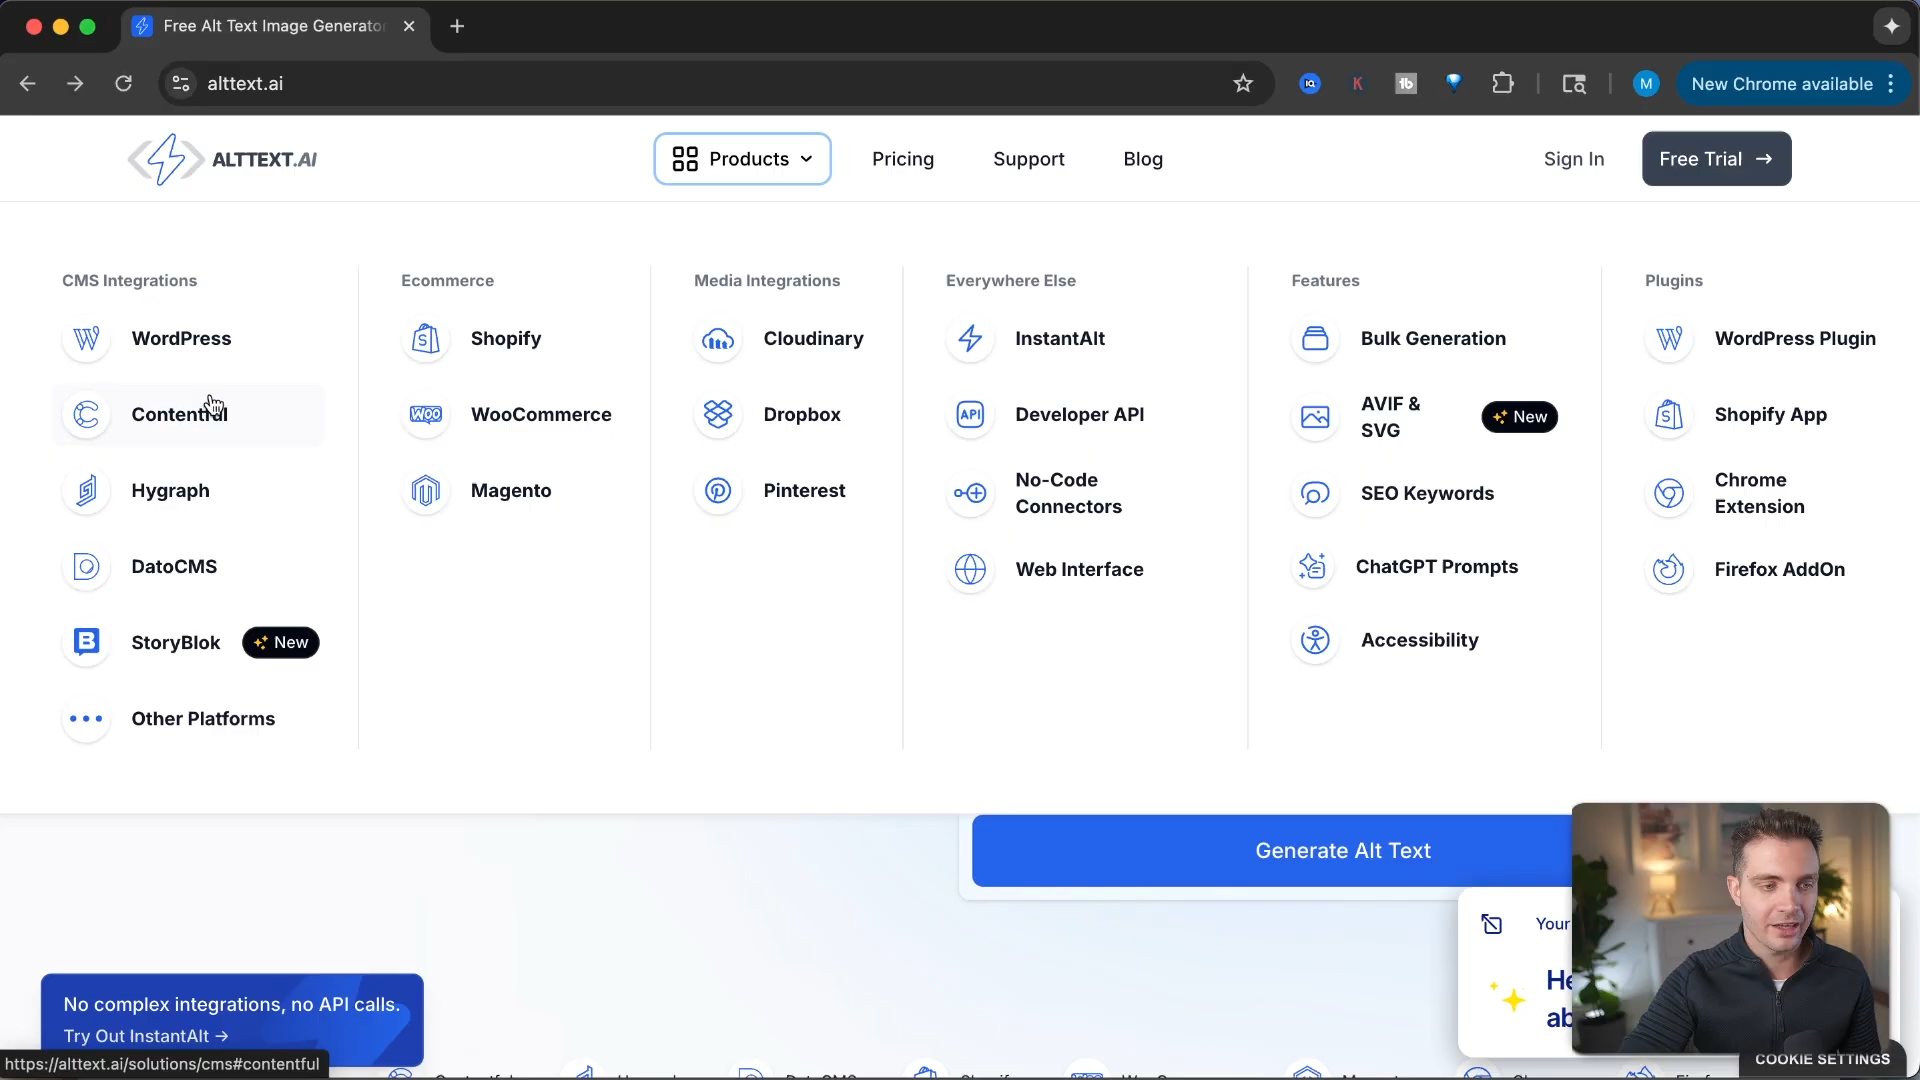 Free Alt Text Image Generator
alttext.ai
New Chrome available
M
ALTTEXT.AI
Products
Pricing
Support
Blog
Sign In
Free Trial →
CMS Integrations
WordPress
Contentful
Hygraph
DatoCMS
StoryBlok
New
Other Platforms
Ecommerce
Shopify
WooCommerce
Magento
Media Integrations
Cloudinary
Dropbox
Pinterest
Everywhere Else
InstantAlt
API
Developer API
No-Code
Connectors
Web Interface
Features
Bulk Generation
AVIF &
SVG
New
SEO Keywords
ChatGPT Prompts
Accessibility
Plugins
WordPress Plugin
Shopify App
Chrome
Extension
Firefox AddOn
Generate Alt Text
Your
No complex integrations, no API calls.
Try Out InstantAlt →
https://alttext.ai/solutions/cms#contentful
COOKIE SETTINGS